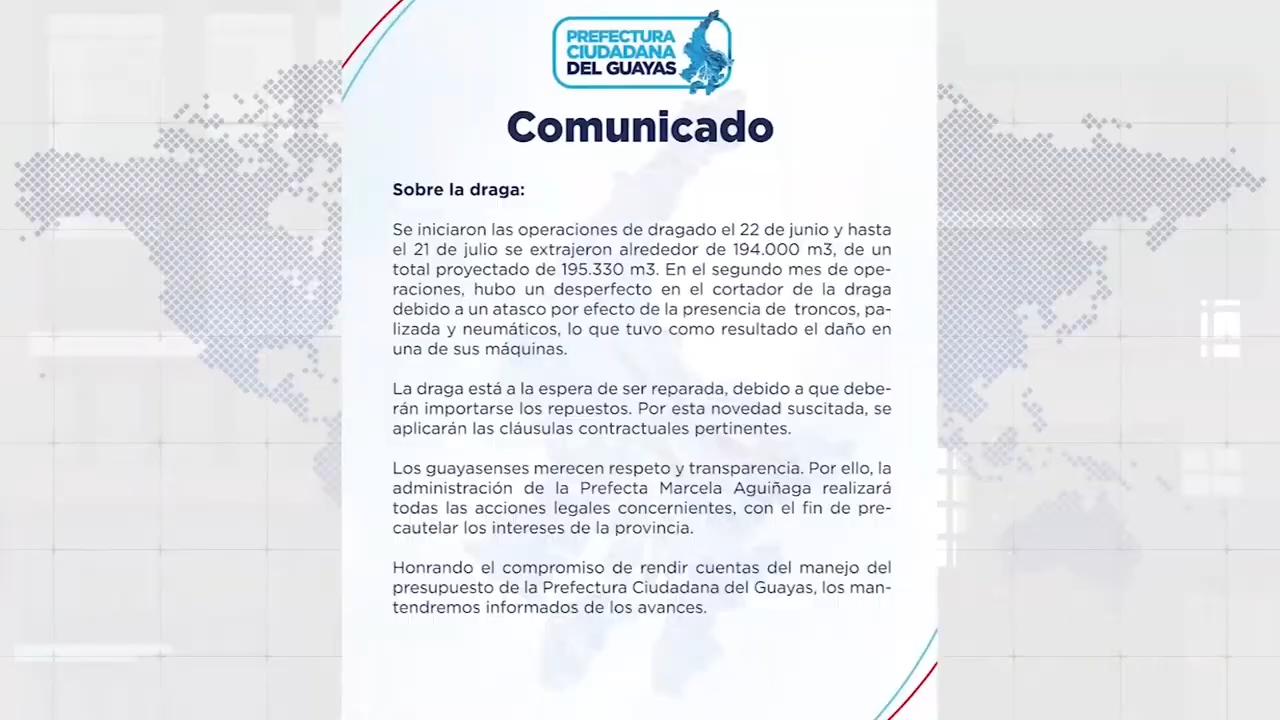 PREFECTURA
CIUDADANA
DEL GUAYAS
Comunicado
Sobre la draga:
Se iniciaron las operaciones de dragado el 22 de junio y hasta
el 21 de julio se extrajeron alrededor de 194.000 m3, de un
total proyectado de 195.330 m3. En el segundo mes de ope-
raciones, hubo un desperfecto en el cortador de la draga
debido a un atasco por efecto de la presencia de troncos, pa-
lizada y neumáticos, lo que tuvo como resultado el daño en
una de sus máquinas.
La draga está a la espera de ser reparada, debido a que debe-
rán importarse los repuestos. Por esta novedad suscitada, se
aplicarán las cláusulas contractuales pertinentes.
Los guayasenses merecen respeto y transparencia. Por ello, la
administración de la Prefecta Marcela Aguiñaga realizará
todas las acciones legales concernientes, con el fin de pre-
cautelar los intereses de la provincia.
Honrando el compromiso de rendir cuentas del manejo del
presupuesto de la Prefectura Ciudadana del Guayas, los man-
tendremos informados de los avances.